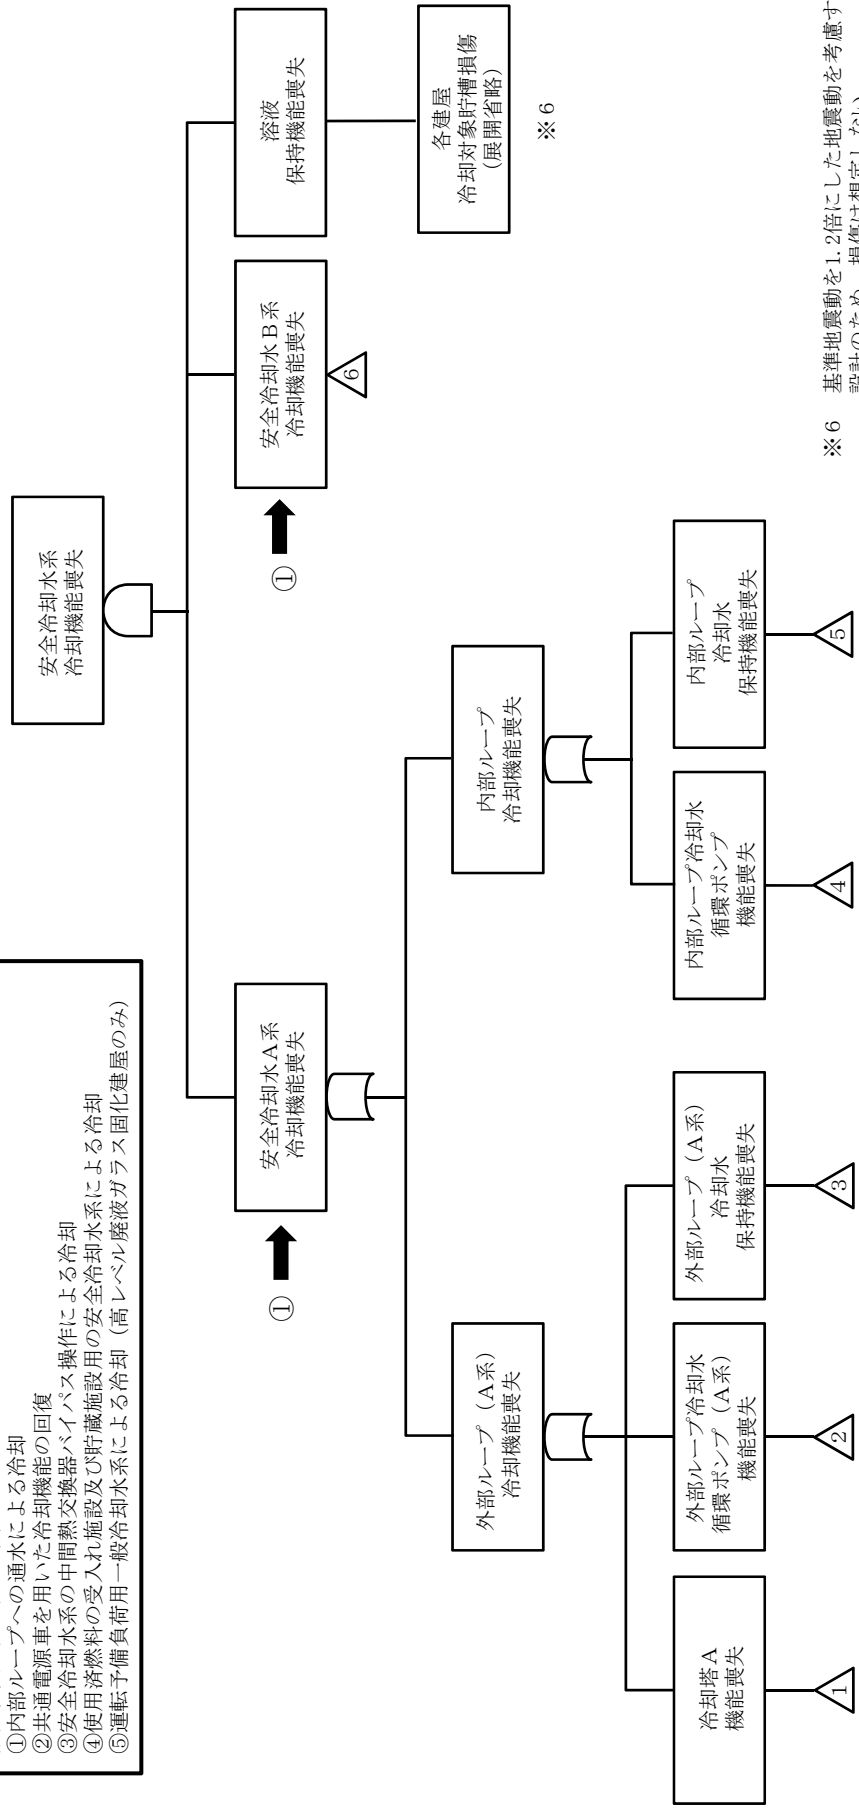 ①内部ループへの通水による冷却
②共通電源車を用いた冷却機能の回復
③安全冷却水系の中間熱交換器バイパス操作による冷却
④使用済燃料の受入れ施設及び貯蔵施設用の安全冷却水系による冷却
⑤運転予備負荷用一般冷却水系による冷却（高レベル廃液ガラス固化建屋のみ）
安全冷却水系
冷却機能喪失
①
安全冷却水A系
冷却機能喪失
①
安全冷却水B系
冷却機能喪失
6
溶液
保持機能喪失
各建屋
冷却対象貯槽損傷
(展開省略)
※6
外部ループ（A系）
冷却機能喪失
内部ループ
冷却機能喪失
冷却塔A
機能喪失
1
外部ループ冷却水
循環ポンプ（A系）
機能喪失
2
外部ループ（A系）
冷却水
保持機能喪失
3
内部ループ冷却水
循環ポンプ
機能喪失
4
内部ループ
冷却水
保持機能喪失
5
※6 基準地震動を1.2倍にした地震動を考慮す
設計のため、損傷は想定しない